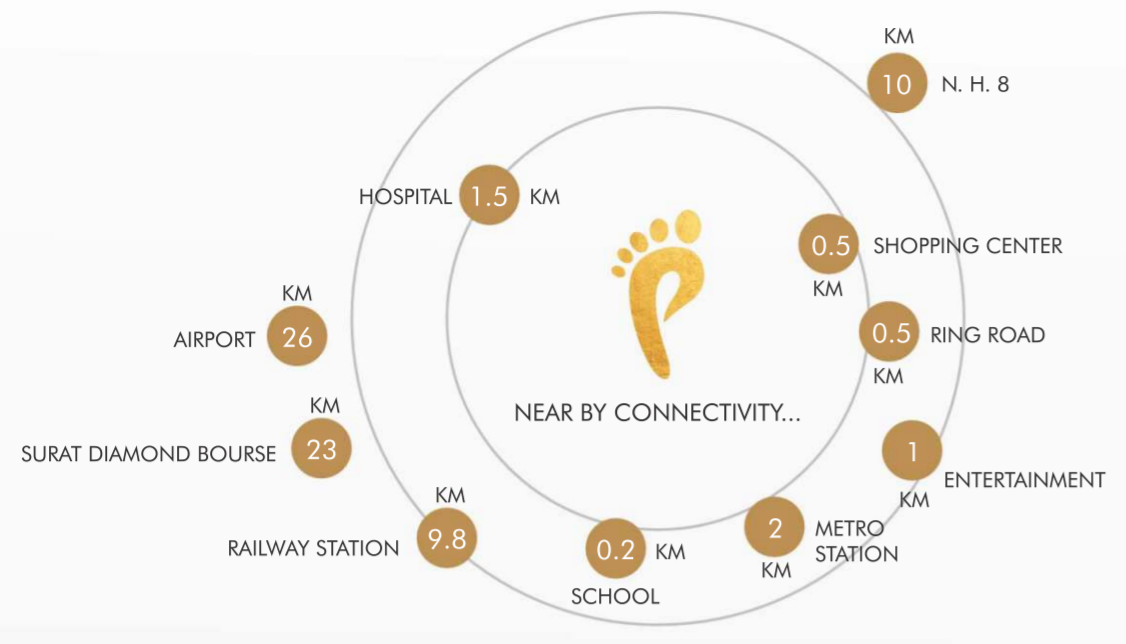 KM
10 N. H. 8
HOSPITAL 1.5 KM
0.5 SHOPPING CENTER
KM
KM
AIRPORT 26
0.5 RING ROAD
KM
NEAR BY CONNECTIVITY...
KM
SURAT DIAMOND BOURSE 23
1
ENTERTAINMENT
KM
KM
RAILWAY STATION 9.8
0.2 KM
SCHOOL
2 METRO
STATION
KM